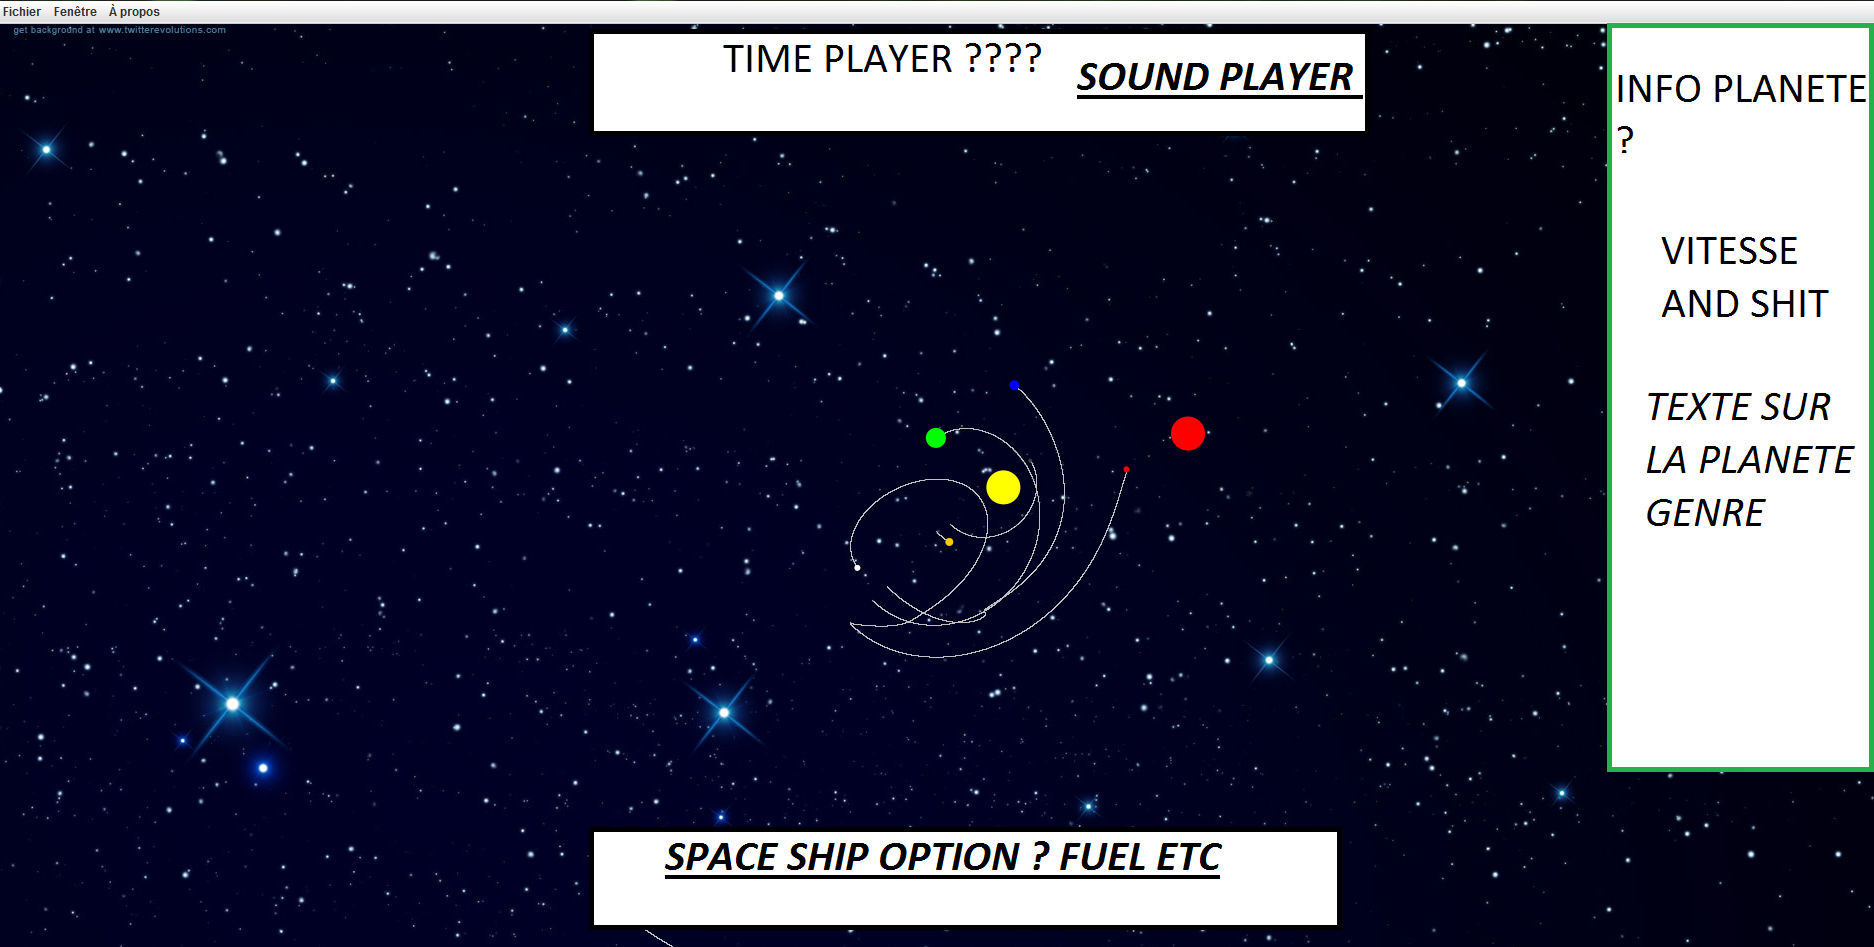 Fichier Fenêtre À propos
get background at www.twitterevolutions.com
TIME PLAYER ????
SOUND PLAYER
INFO PLANETE
?
VITESSE
AND SHIT
TEXTE SUR
LA PLANETE
GENRE
SPACE SHIP OPTION ? FUEL ETC